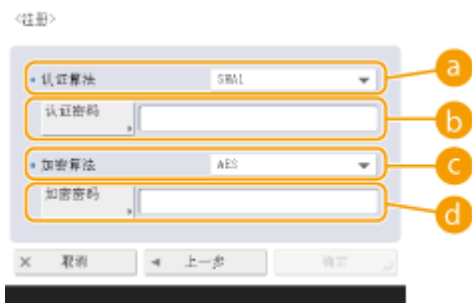 <注册>
认证算法 SHA1 a
认证密码 b
加密算法 AES c
加密密码 d
取消 上一步 确定